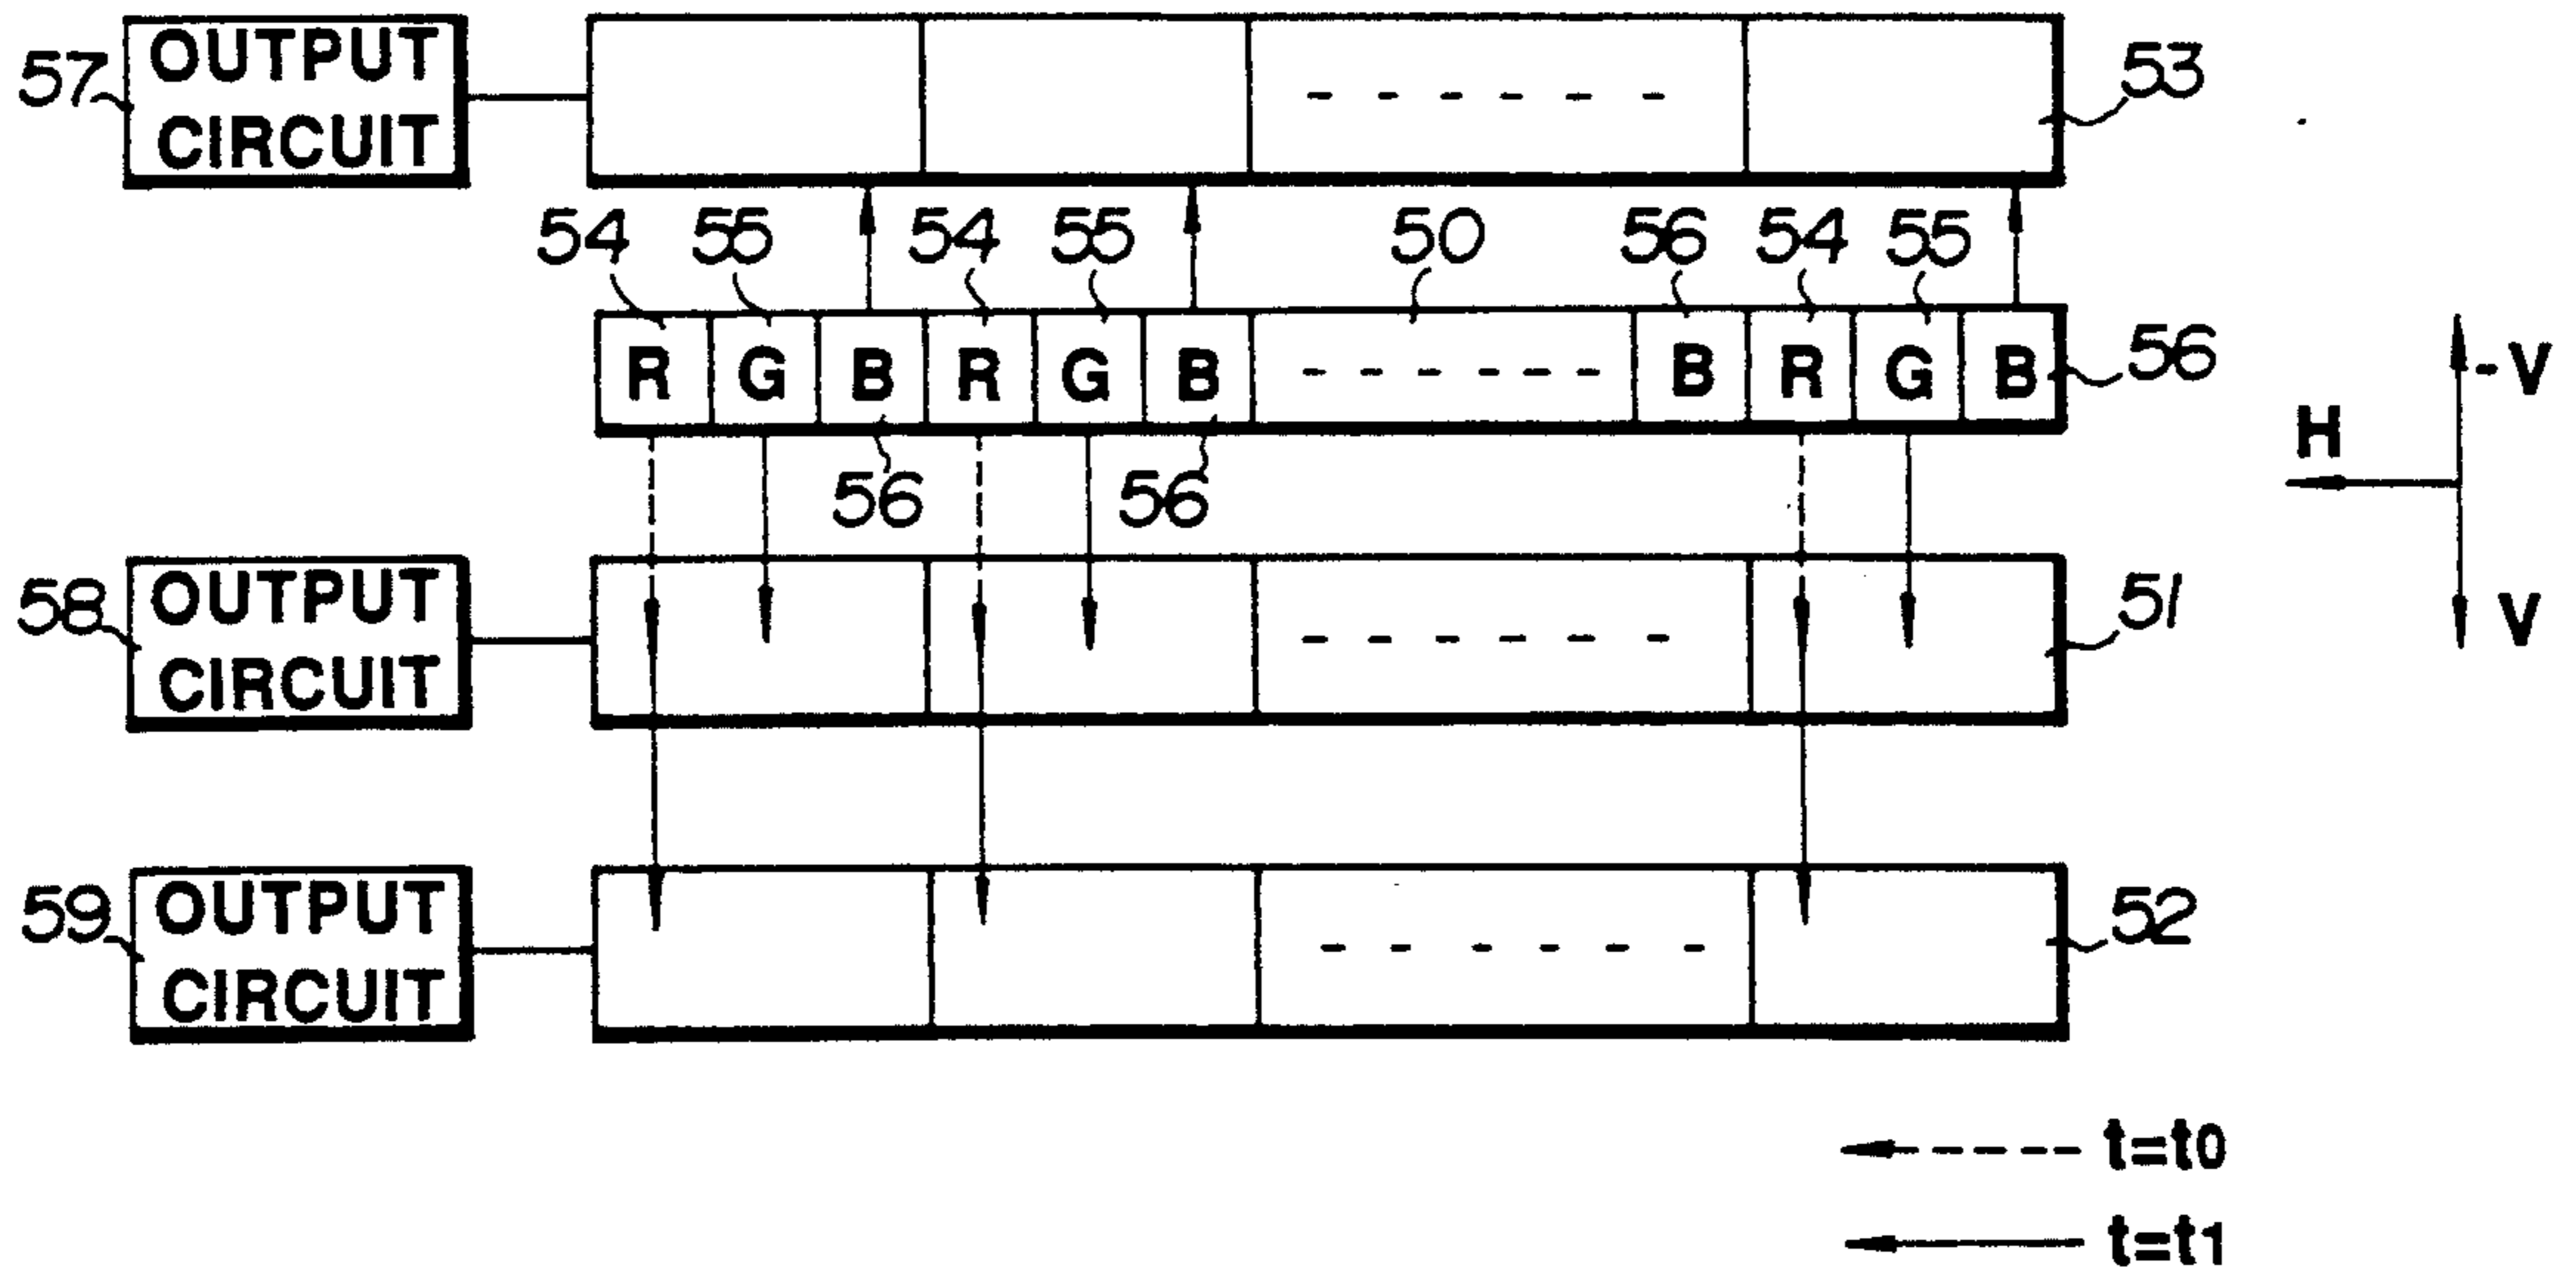 57
OUTPUT
CIRCUIT
53
54 55 54 55 50 56 54 55
R G B R G B B R G B
56
56 56
H
-V
V
58
OUTPUT
CIRCUIT
51
59
OUTPUT
CIRCUIT
52
t=t0
t=t1